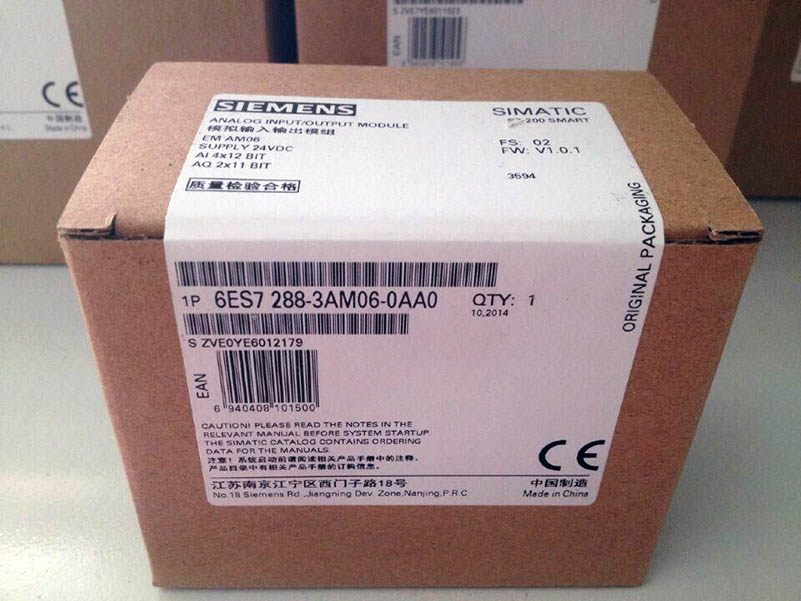 S ZVE7YE4011023
EAN
CE
中国制造
Made in China
SIEMENS
ANALOG INPUT/OUTPUT MODULE
模拟输入输出模组
EM AM06
SUPPLY 24VDC
AI 4x12 BIT
AQ 2x11 BIT
质量检验合格
SIMATIC
S7-200 SMART
FS: 02
FW: V1.0.1
3594
ORIGINAL PACKAGING
1P 6ES7 288-3AM06-0AA0 QTY: 1
10,2014
S ZVE0YE6012179
EAN
6 940408 101500
CAUTION! PLEASE READ THE NOTES IN THE
RELEVANT MANUAL BEFORE SYSTEM STARTUP.
THE SIMATIC CATALOG CONTAINS ORDERING
DATA FOR THE MANUALS.
注意！系统启动前请阅读相关产品手册中的注释。
产品目录中有相关产品手册的订购信息。
江苏南京江宁区西门子路18号
No.18 Siemens Rd.,Jiangning Dev. Zone,Nanjing,P.R.C
CE
中国制造
Made in China